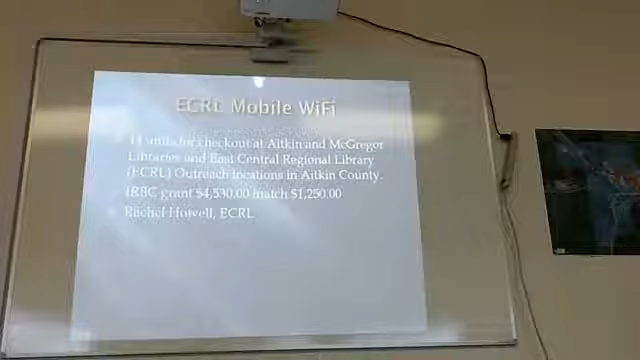 ECRL Mobile WiFi
11 units for checkout at Aitkin and McGregor
Libraries and East Central Regional Library
(ECRL) Outreach locations in Aitkin County.
IRBC grant $4,530.00 match $1,250.00
Rachel Howell, ECRL